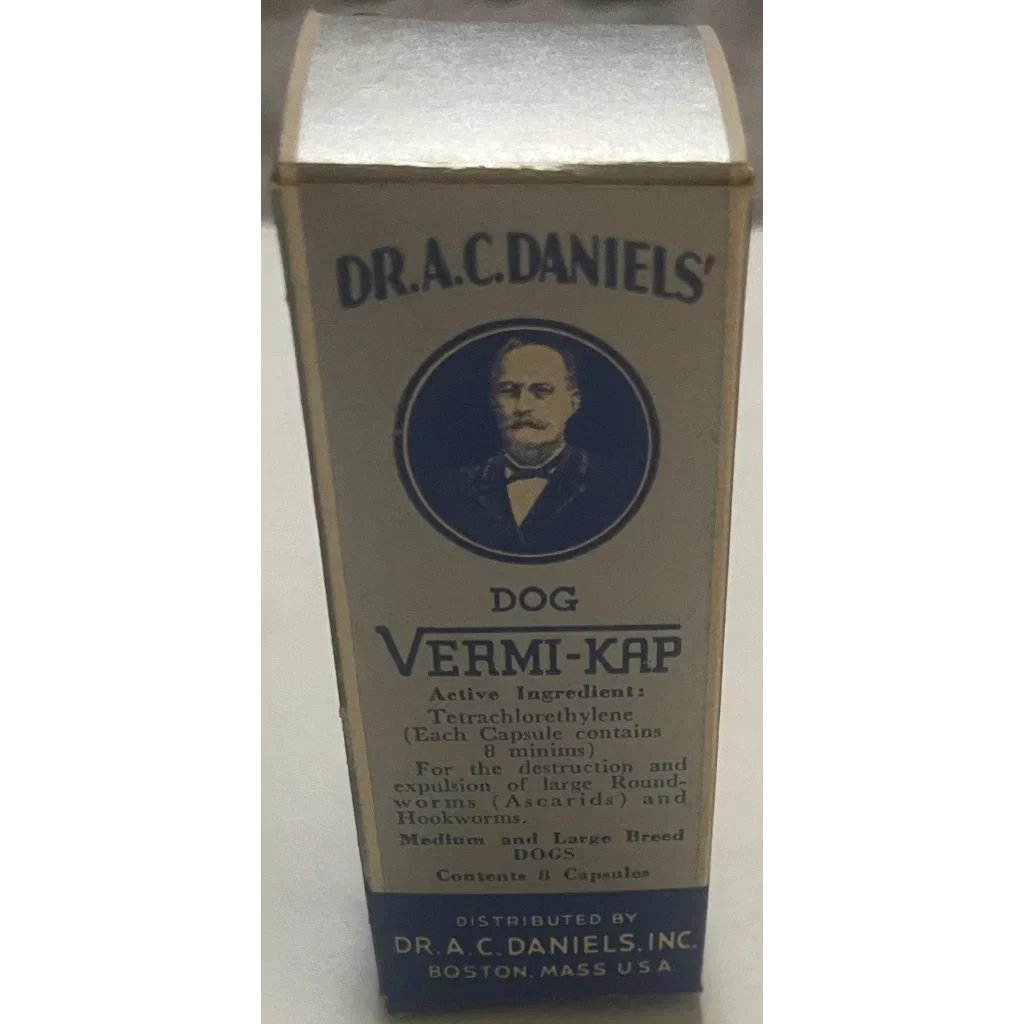 DR. A.C. DANIELS'
DOG
VERMI-KAP
Active Ingredient:
Tetrachlorethylene
(Each Capsule contains
8 minims)
For the destruction and
expulsion of large Round-
worms (Ascarids) and
Hookworms.
Medium and Large Breed
DOGS
Contents 8 Capsules
DISTRIBUTED BY
DR. A. C. DANIELS, INC.
BOSTON, MASS U.S.A.